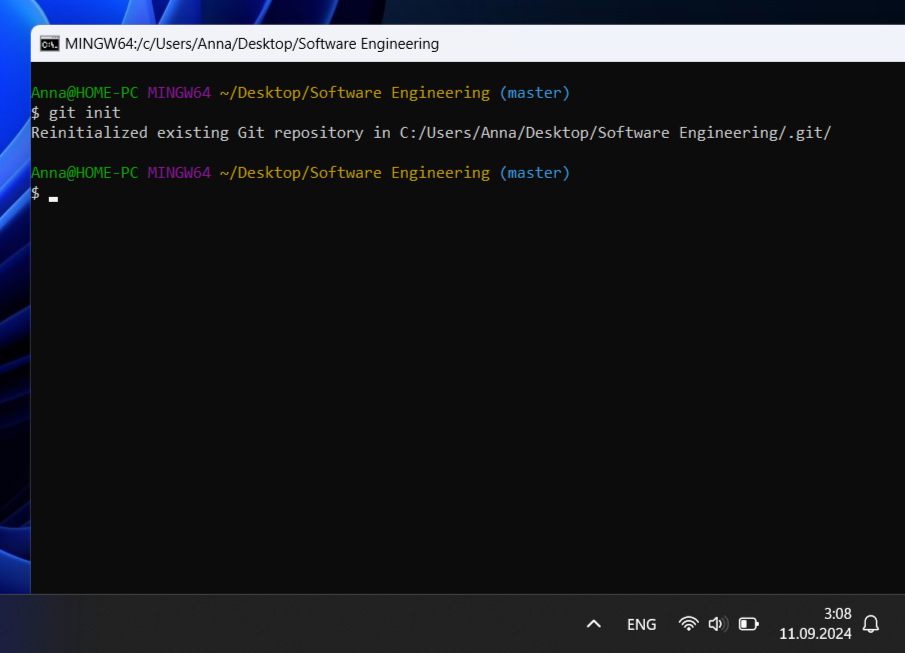 MINGW64:/c/Users/Anna/Desktop/Software Engineering
Anna@HOME-PC MINGW64 ~/Desktop/Software Engineering (master)
$ git init
Reinitialized existing Git repository in C:/Users/Anna/Desktop/Software Engineering/.git/
Anna@HOME-PC MINGW64 ~/Desktop/Software Engineering (master)
$
ENG
3:08
11.09.2024